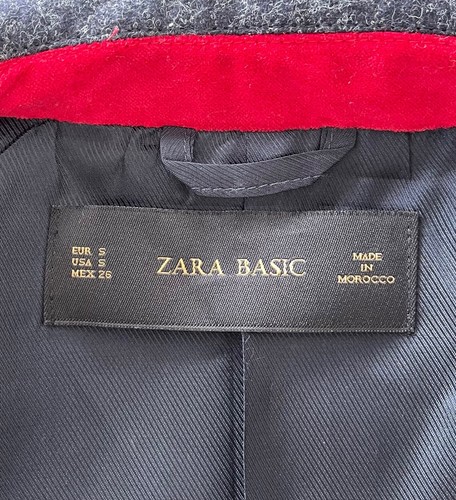 EUR S
USA S
MEX 26
ZARA BASIC
MADE
IN
MOROCCO